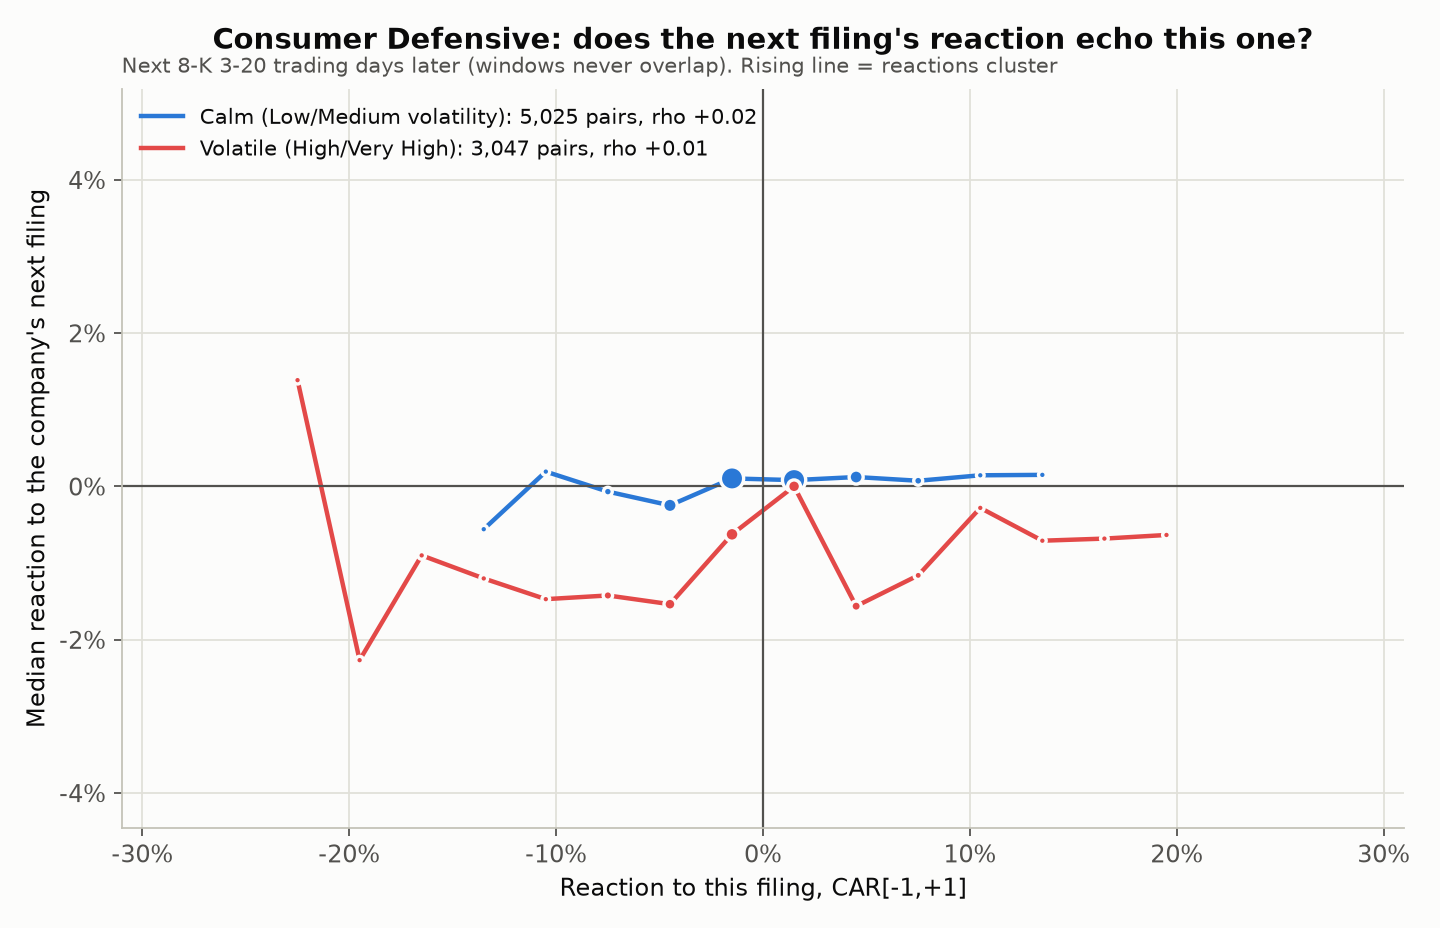 Consumer Defensive: does the next filing's reaction echo this one?
Next 8-K 3-20 trading days later (windows never overlap). Rising line = reactions cluster
Calm (Low/Medium volatility): 5,025 pairs, rho +0.02
Volatile (High/Very High): 3,047 pairs, rho +0.01
Median reaction to the company's next filing
4%
2%
0%
-2%
-4%
-30%
-20%
-10%
0%
10%
20%
30%
Reaction to this filing, CAR[-1,+1]